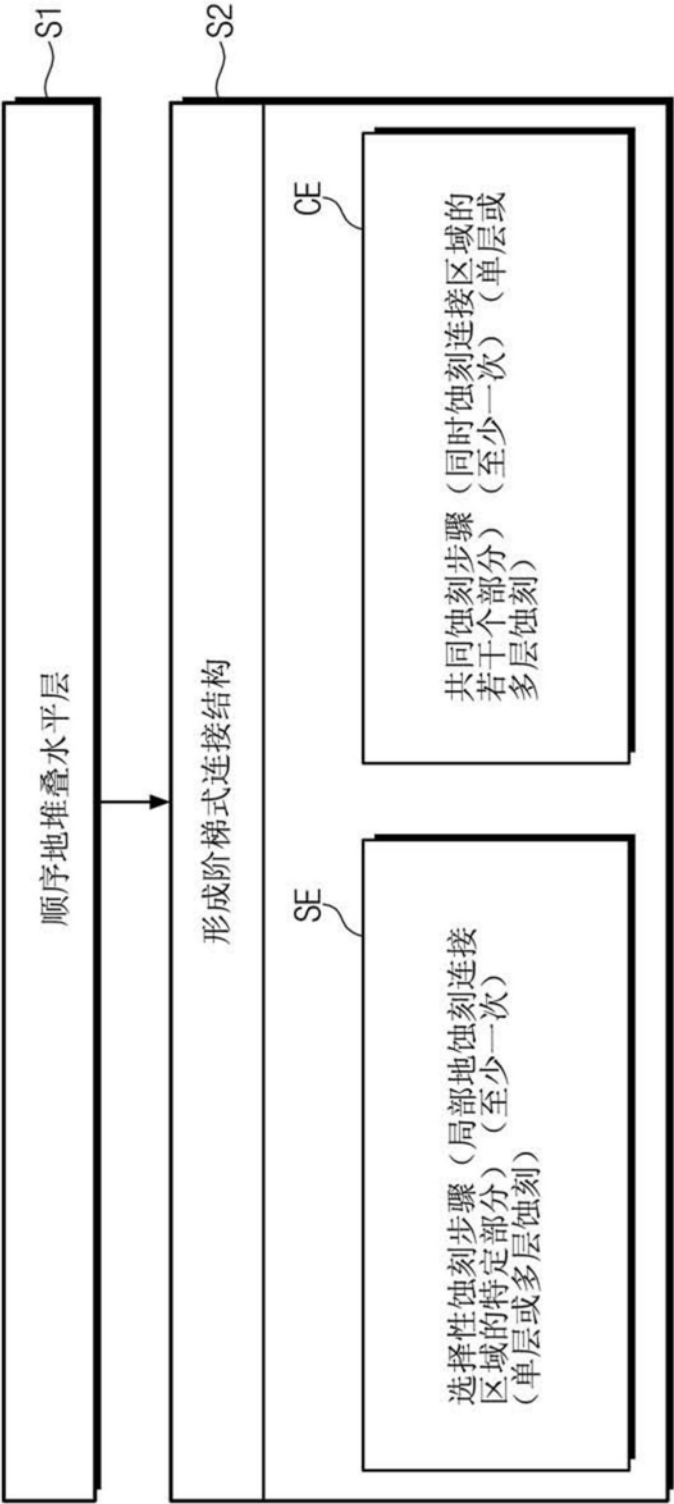 顺序地堆叠水平层
S1
形成阶梯式连接结构
S2
SE
选择性蚀刻步骤（局部地蚀刻连接
区域的特定部分）（至少一次）
（单层或多层蚀刻）
CE
共同蚀刻步骤（同时蚀刻连接区域的
若干个部分）（至少一次）（单层或
多层蚀刻）